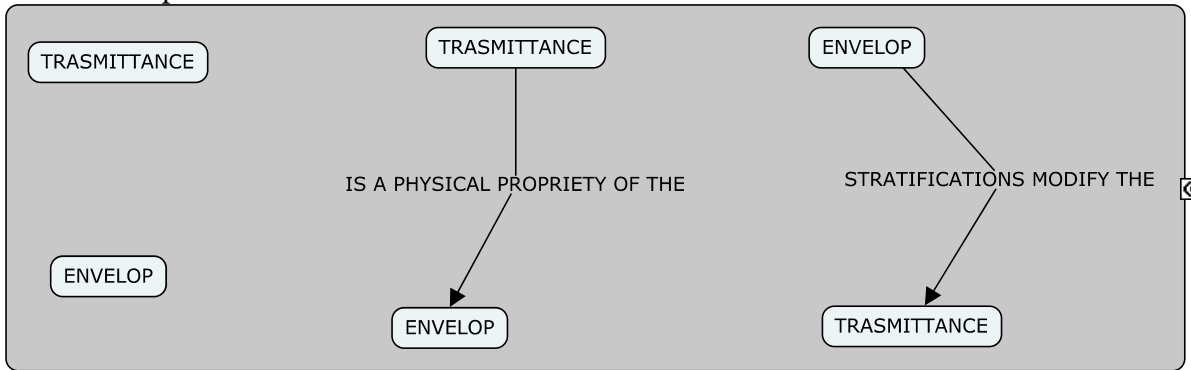 TRASMITTANCE
ENVELOP
TRASMITTANCE
IS A PHYSICAL PROPRIETY OF THE
ENVELOP
ENVELOP
STRATIFICATIONS MODIFY THE
TRASMITTANCE